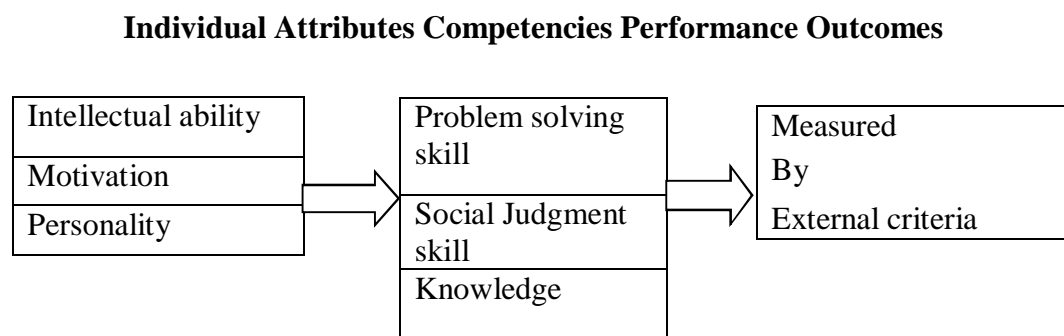 Individual Attributes Competencies Performance Outcomes
Intellectual ability
Motivation
Personality
Problem solving
skill
Social Judgment
skill
Knowledge
Measured
By
External criteria